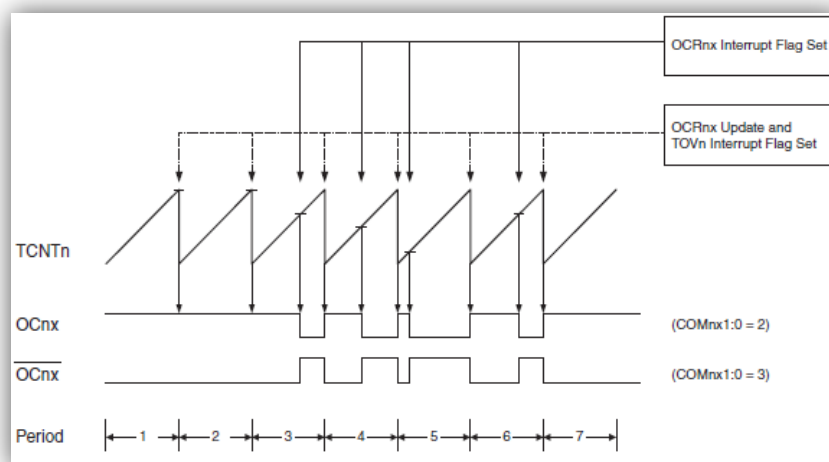 OCRnx Interrupt Flag Set
OCRnx Update and
TOVn Interrupt Flag Set
TCNTn
OCnx
(COMnx1:0 = 2)
OCnx
(COMnx1:0 = 3)
Period
1
2
3
4
5
6
7